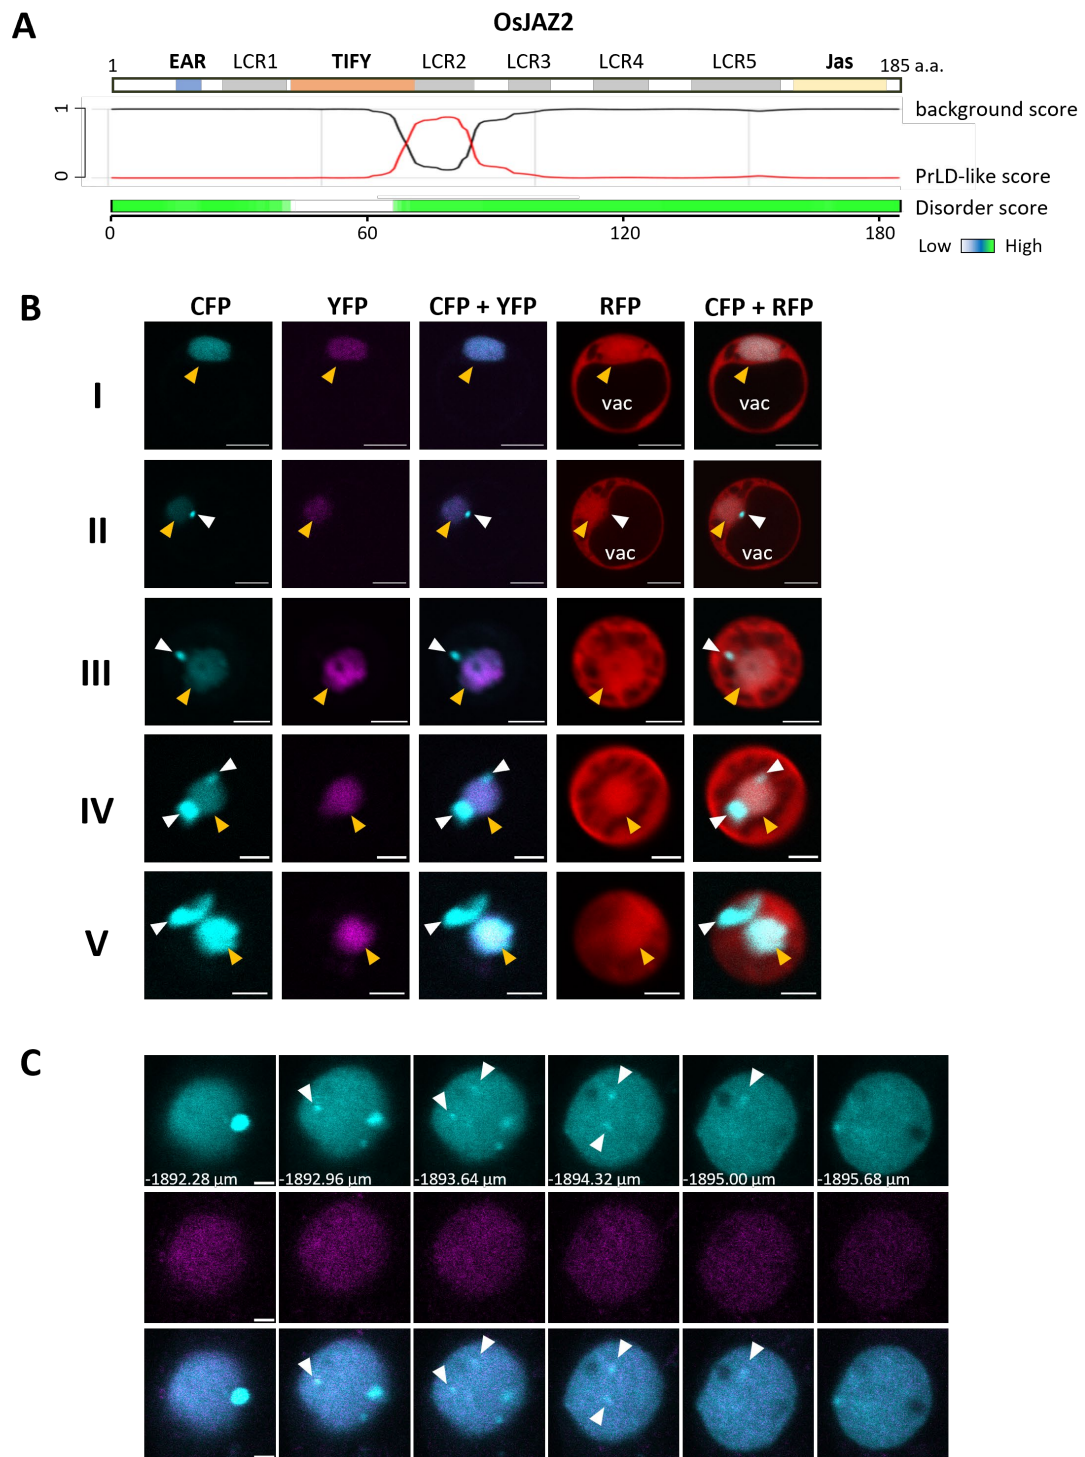 A
OsJAZ2
1 EAR LCR1 TIFY LCR2 LCR3 LCR4 LCR5 Jas 185 a.a.
1 background score
0 PrLD-like score
Disorder score
0 60 120 180
Low High
B
CFP YFP CFP + YFP RFP CFP + RFP
I
vac vac
II
vac vac
III
IV
V
C
-1892.28 µm -1892.96 µm -1893.64 µm -1894.32 µm -1895.00 µm -1895.68 µm